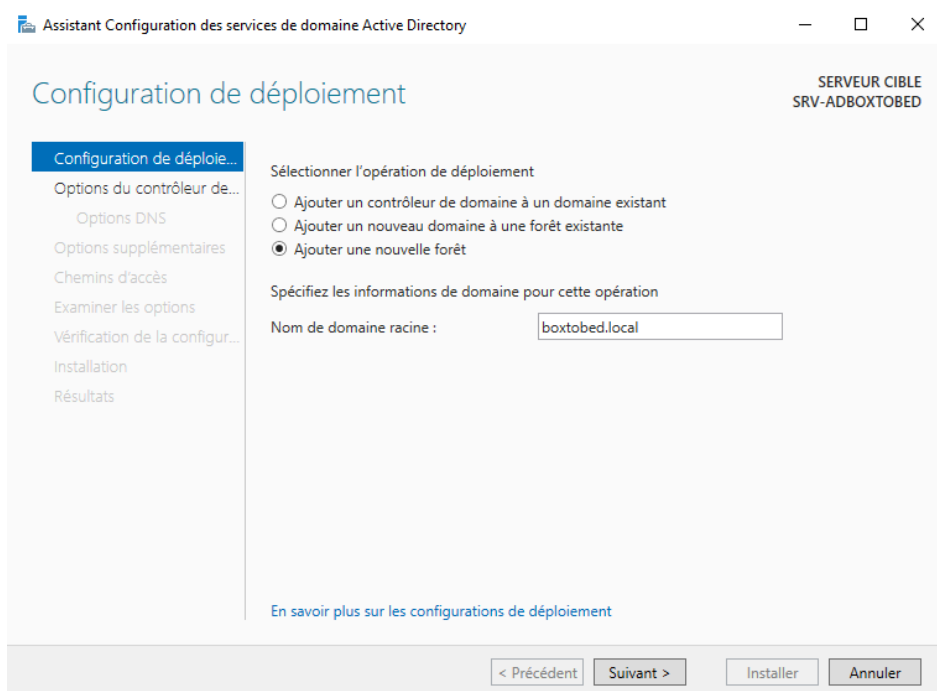 Assistant Configuration des services de domaine Active Directory
Configuration de déploiement
SERVEUR CIBLE
SRV-ADBOXTOBED
Configuration de déploie...
Options du contrôleur de...
Options DNS
Options supplémentaires
Chemins d'accès
Examiner les options
Vérification de la configur...
Installation
Résultats
Sélectionner l'opération de déploiement
Ajouter un contrôleur de domaine à un domaine existant
Ajouter un nouveau domaine à une forêt existante
Ajouter une nouvelle forêt
Spécifiez les informations de domaine pour cette opération
Nom de domaine racine : boxtobed.local
En savoir plus sur les configurations de déploiement
< Précédent Suivant > Installer Annuler